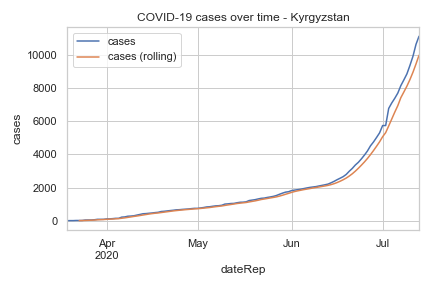 COVID-19 cases over time - Kyrgyzstan
cases
cases (rolling)
10000
8000
6000
4000
2000
0
cases
Apr
2020
May
Jun
Jul
dateRep